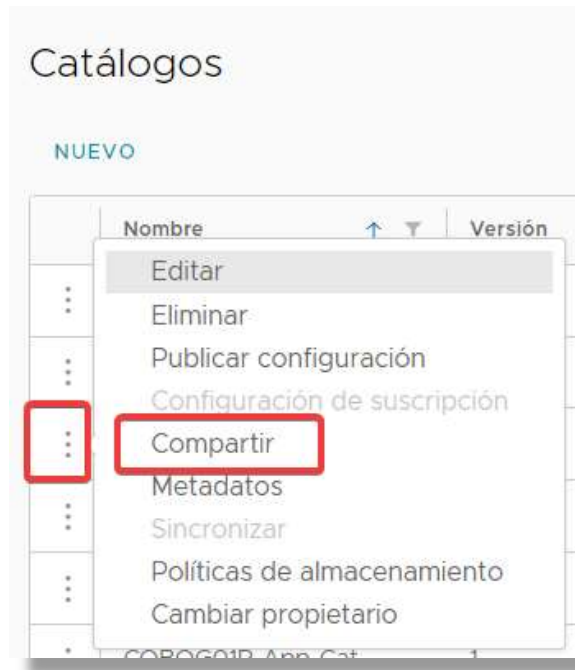 Catálogos
NUEVO
Nombre Versión
Editar
Eliminar
Publicar configuración
Configuración de suscripción
Compartir
Metadatos
Sincronizar
Políticas de almacenamiento
Cambiar propietario
1